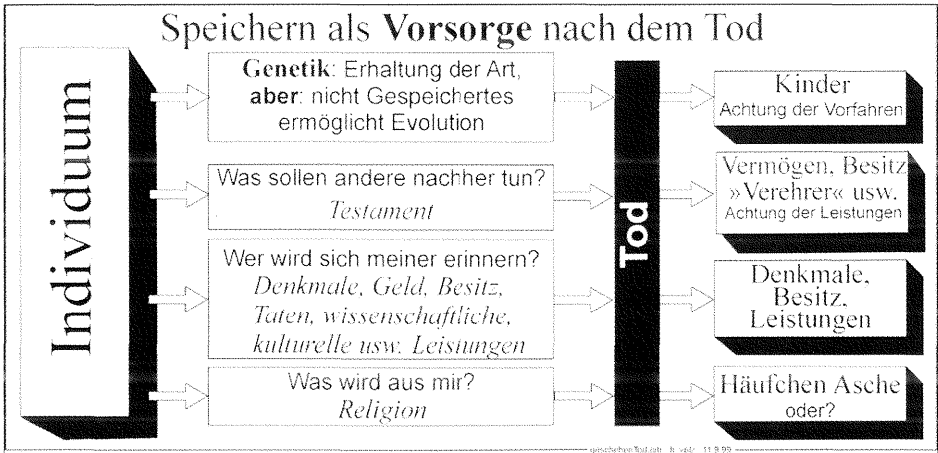 Speichern als Vorsorge nach dem Tod
Individuum
Genetik: Erhaltung der Art,
aber: nicht Gespeichertes
ermöglicht Evolution
Was sollen andere nachher tun?
Testament
Wer wird sich meiner erinnern?
Denkmale, Geld, Besitz,
Taten, wissenschaftliche,
kulturelle usw. Leistungen
Was wird aus mir?
Religion
Tod
Kinder
Achtung der Vorfahren
Vermögen, Besitz
»Verehrer« usw.
Achtung der Leistungen
Denkmale,
Besitz,
Leistungen
Häufchen Asche
oder?
11.9.99